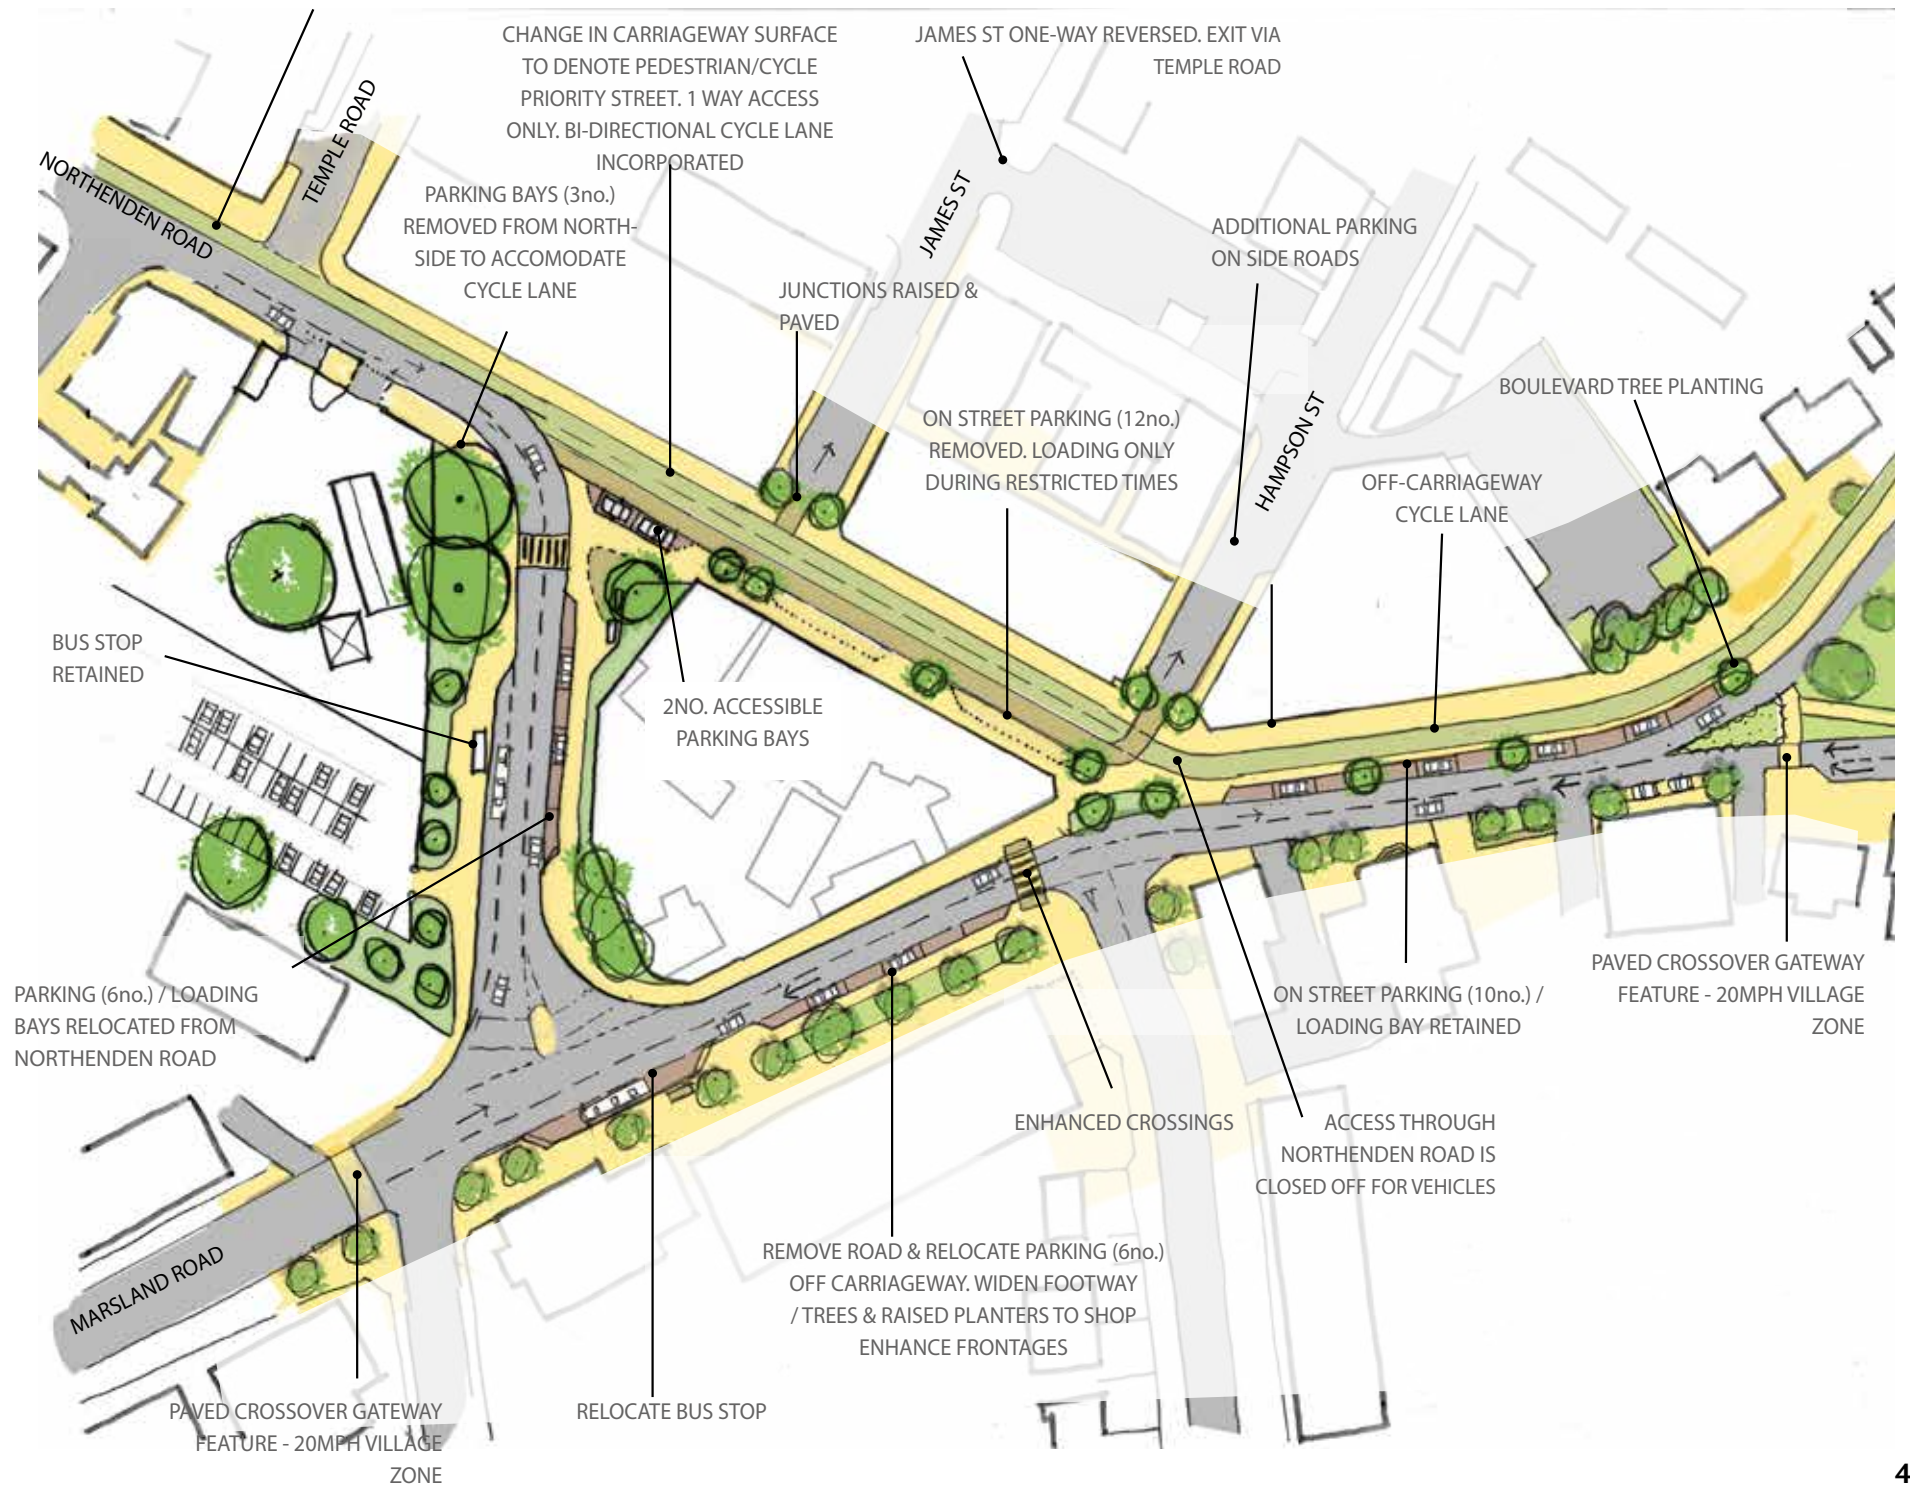 CHANGE IN CARRIAGEWAY SURFACE
TO DENOTE PEDESTRIAN/CYCLE
PRIORITY STREET. 1 WAY ACCESS
ONLY. BI-DIRECTIONAL CYCLE LANE
INCORPORATED
JAMES ST ONE-WAY REVERSED. EXIT VIA
TEMPLE ROAD
TEMPLE ROAD
NORTHENDEN ROAD
PARKING BAYS (3no.)
REMOVED FROM NORTH-
SIDE TO ACCOMODATE
CYCLE LANE
JAMES ST
ADDITIONAL PARKING
ON SIDE ROADS
JUNCTIONS RAISED &
PAVED
BOULEVARD TREE PLANTING
ON STREET PARKING (12no.)
REMOVED. LOADING ONLY
DURING RESTRICTED TIMES
HAMPSON ST
OFF-CARRIAGEWAY
CYCLE LANE
BUS STOP
RETAINED
2NO. ACCESSIBLE
PARKING BAYS
PARKING (6no.) / LOADING
BAYS RELOCATED FROM
NORTHENDEN ROAD
ON STREET PARKING (10no.) /
LOADING BAY RETAINED
PAVED CROSSOVER GATEWAY
FEATURE - 20MPH VILLAGE
ZONE
ENHANCED CROSSINGS
ACCESS THROUGH
NORTHENDEN ROAD IS
CLOSED OFF FOR VEHICLES
MARSLAND ROAD
REMOVE ROAD & RELOCATE PARKING (6no.)
OFF CARRIAGEWAY. WIDEN FOOTWAY
/ TREES & RAISED PLANTERS TO SHOP
ENHANCE FRONTAGES
PAVED CROSSOVER GATEWAY
FEATURE - 20MPH VILLAGE
ZONE
RELOCATE BUS STOP
4